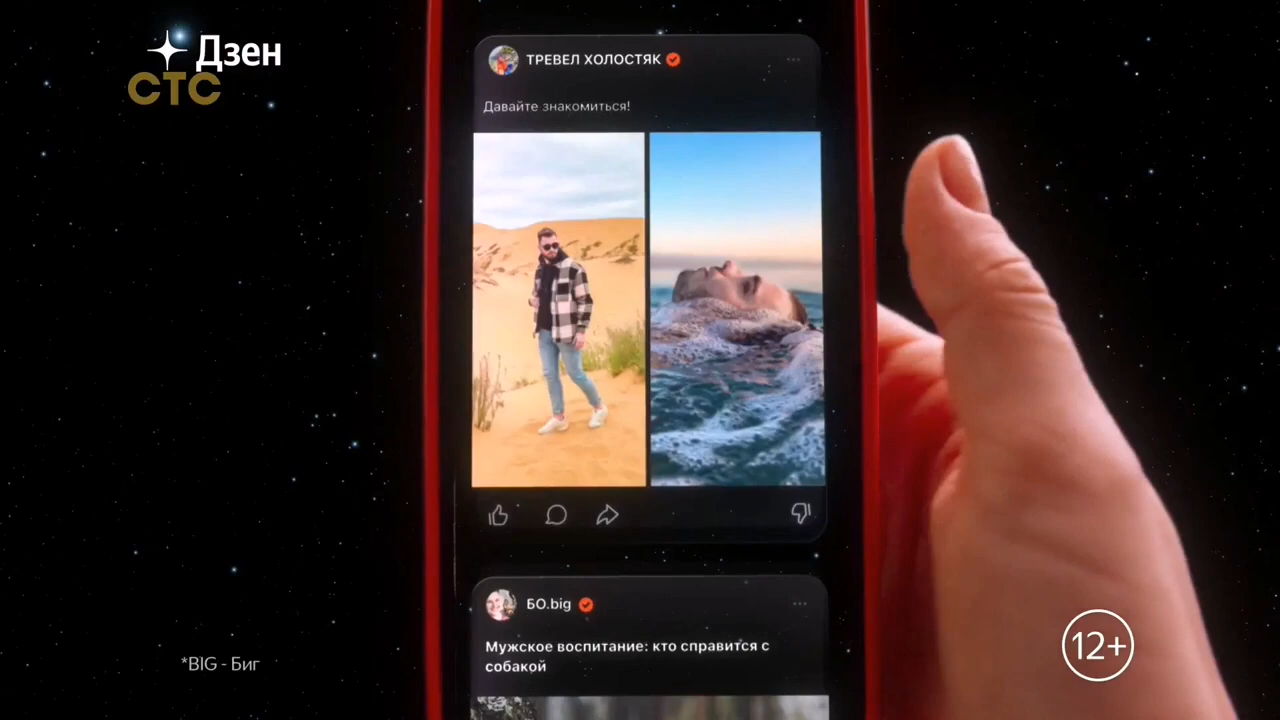 Дзен
СТС
ТРЕВЕЛ ХОЛОСТЯК
Давайте знакомиться!
БО.big
Мужское воспитание: кто справится с
собакой
*BIG - Биг
12+